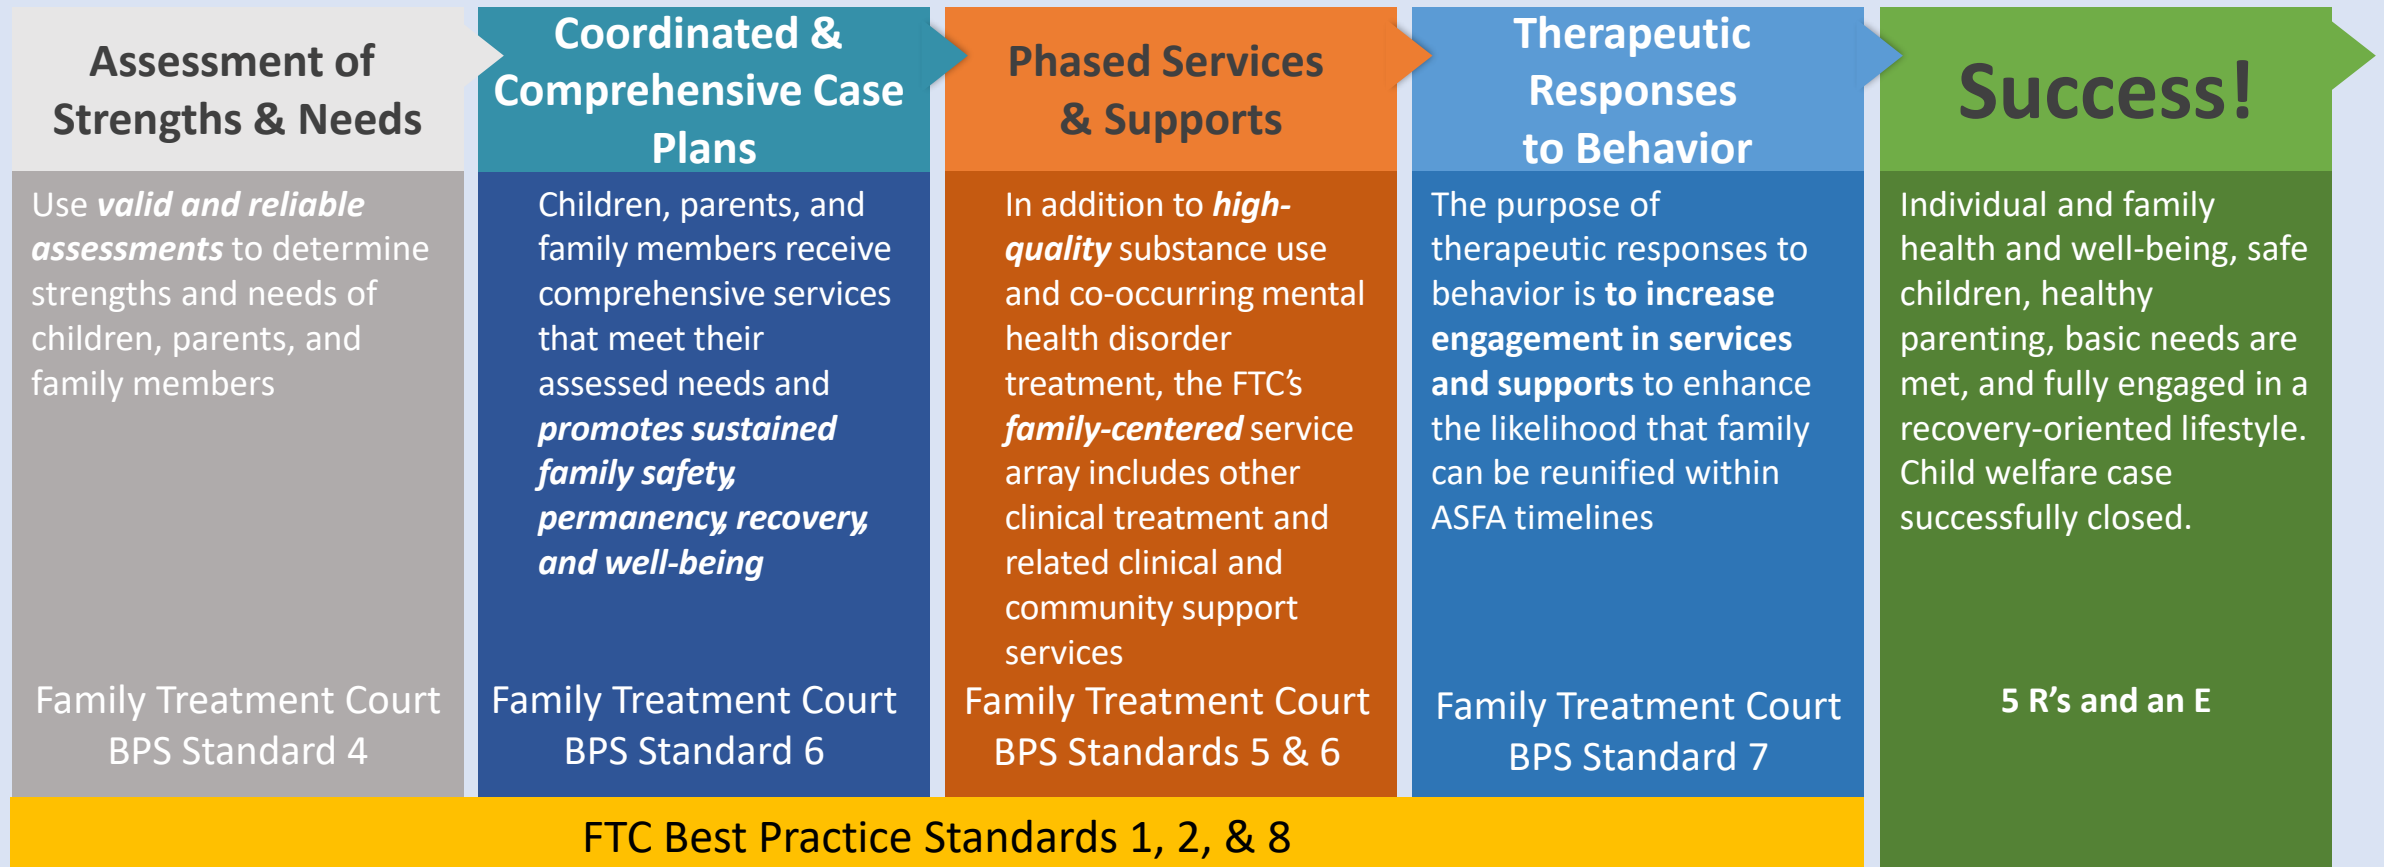 Assessment of
Strengths & Needs
Use valid and reliable
assessments to determine
strengths and needs of
children, parents, and
family members
Family Treatment Court
BPS Standard 4
Coordinated &
Comprehensive Case
Plans
Children, parents, and
family members receive
comprehensive services
that meet their
assessed needs and
promotes sustained
family safety,
permanency, recovery,
and well-being
Family Treatment Court
BPS Standard 6
Phased Services
& Supports
In addition to high-
quality substance use
and co-occurring mental
health disorder
treatment, the FTC’s
family-centered service
array includes other
clinical treatment and
related clinical and
community support
services
Family Treatment Court
BPS Standards 5 & 6
Therapeutic
Responses
to Behavior
The purpose of
therapeutic responses to
behavior is to increase
engagement in services
and supports to enhance
the likelihood that family
can be reunified within
ASFA timelines
Family Treatment Court
BPS Standard 7
Success!
Individual and family
health and well-being, safe
children, healthy
parenting, basic needs are
met, and fully engaged in a
recovery-oriented lifestyle.
Child welfare case
successfully closed.
5 R’s and an E
FTC Best Practice Standards 1, 2, & 8